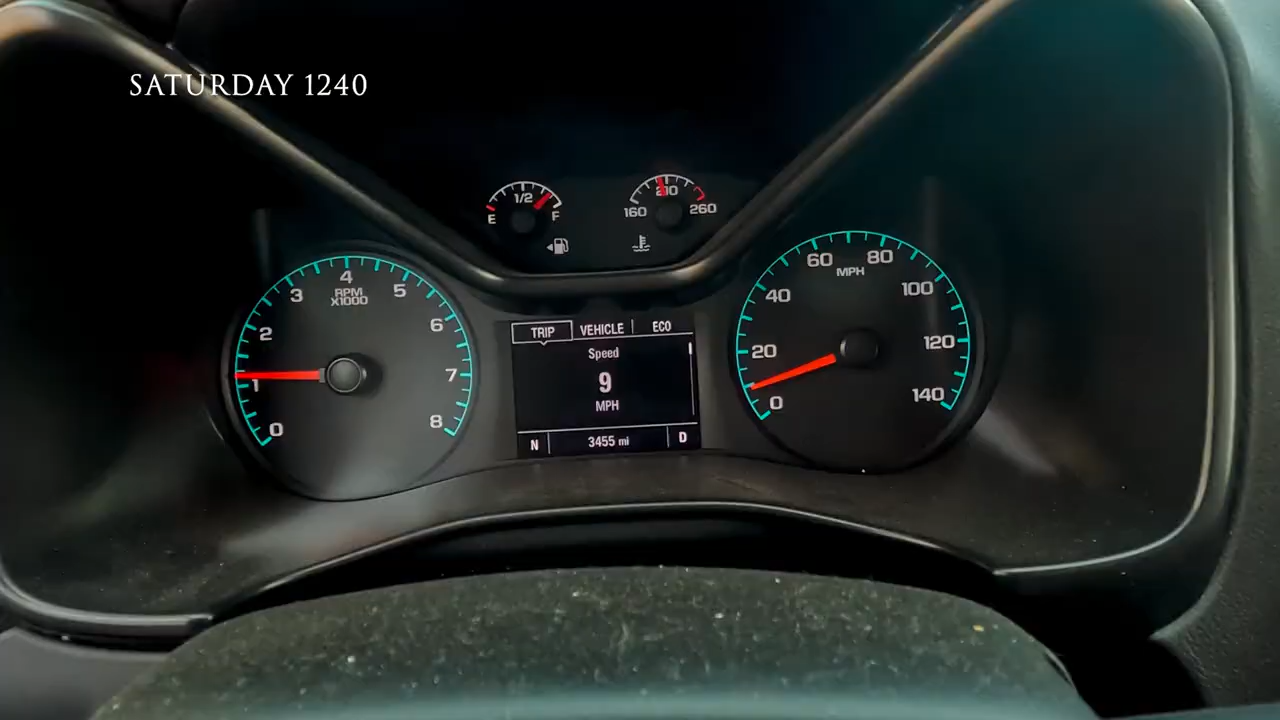 SATURDAY 1240
E 1/2 F
160 210 260
0 1 2 3 4 5 6 7 8
RPM
X1000
TRIP VEHICLE ECO
Speed
9
MPH
N 3455 mi D
0 20 40 60 80 100 120 140
MPH